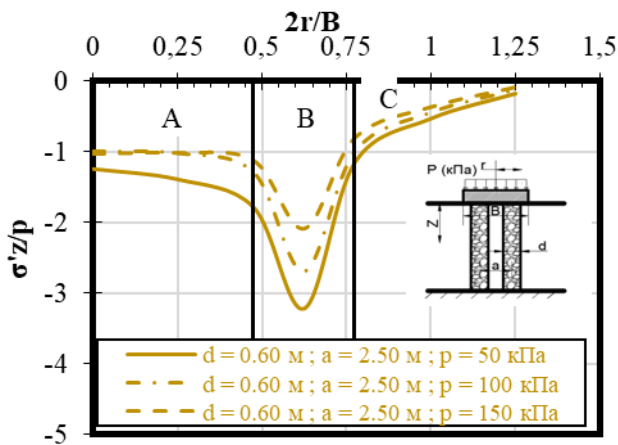 2r/B
0 0,25 0,5 0,75 1 1,25 1,5
0
-1
-2
-3
-4
-5
σ'z/p
A B C
P (кПа) r
B
Z
d
a
d = 0.60 м ; a = 2.50 м ; p = 50 кПа
d = 0.60 м ; a = 2.50 м ; p = 100 кПа
d = 0.60 м ; a = 2.50 м ; p = 150 кПа